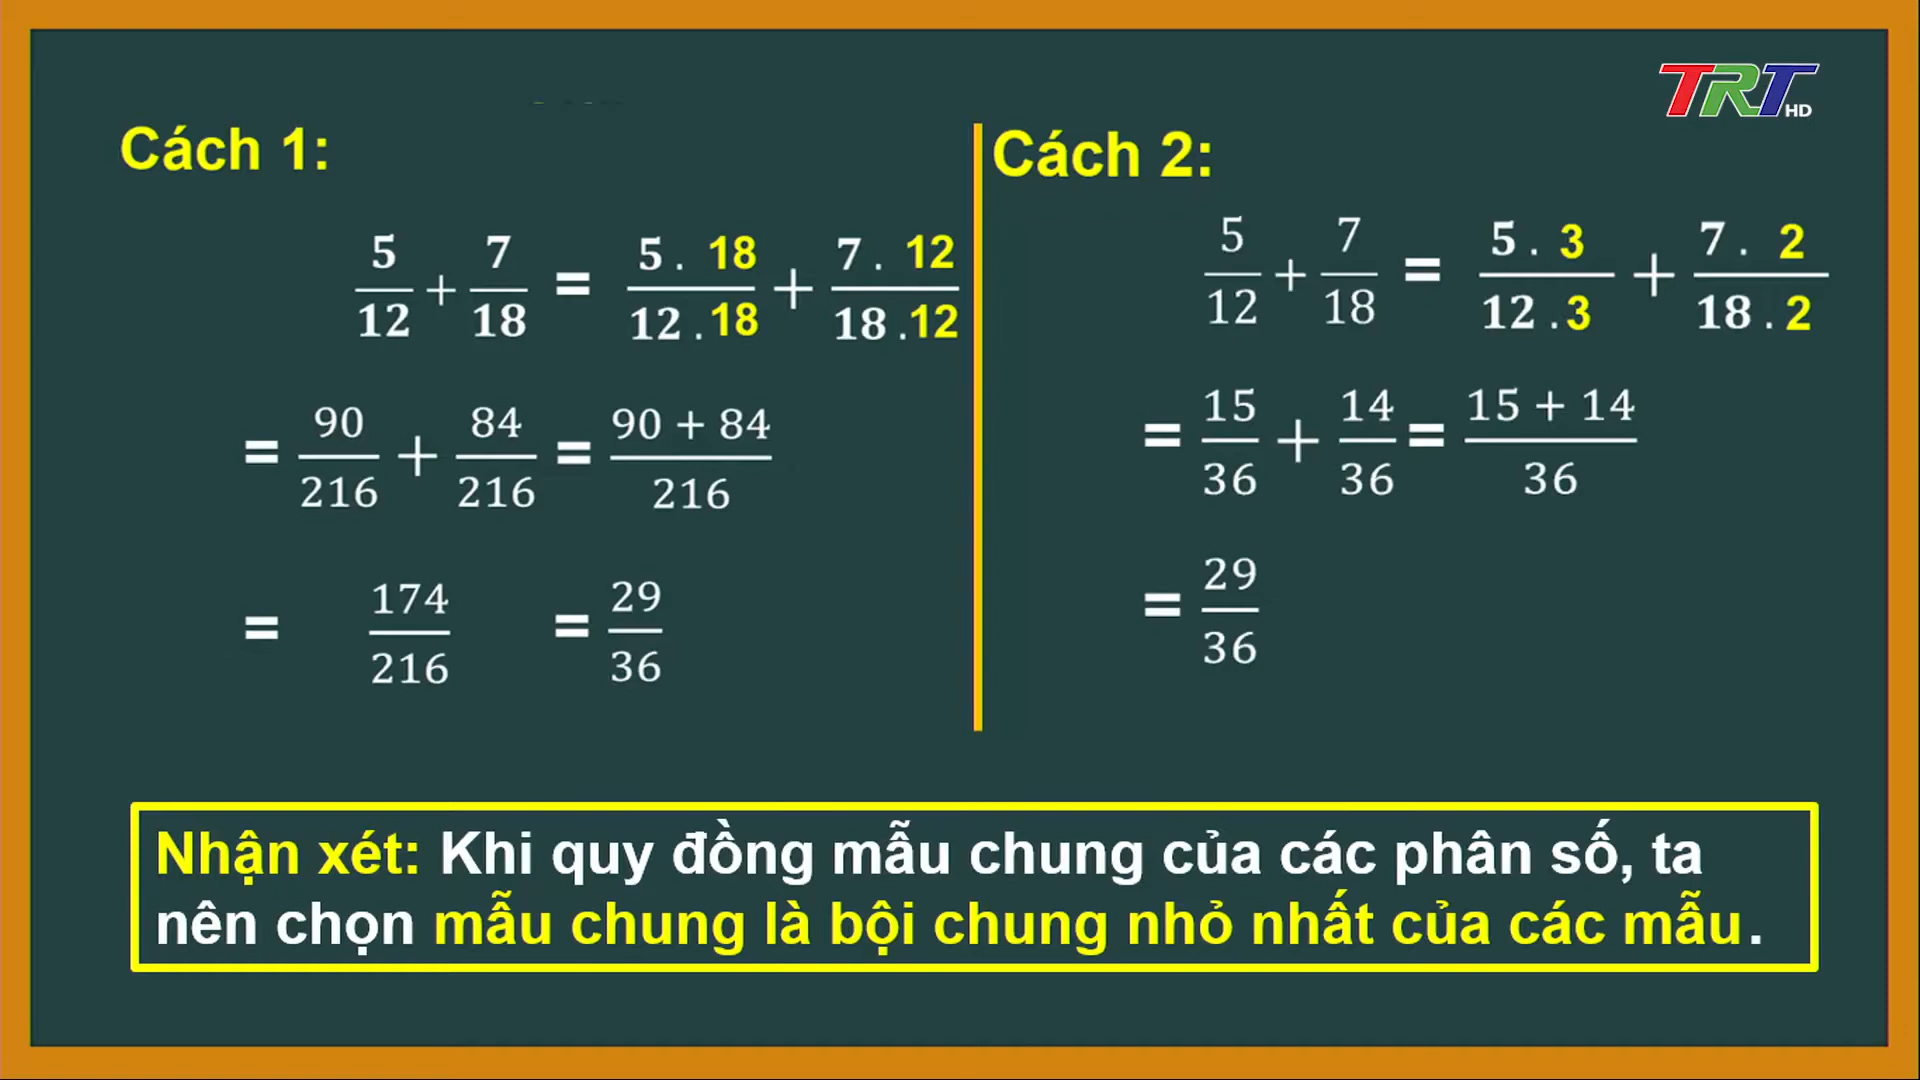 TRT HD
Cách 1:
5/12 + 7/18 = 5 . 18/12 . 18 + 7 . 12/18 . 12
= 90/216 + 84/216 = 90 + 84/216
= 174/216 = 29/36
Cách 2:
5/12 + 7/18 = 5 . 3/12 . 3 + 7 . 2/18 . 2
= 15/36 + 14/36 = 15 + 14/36
= 29/36
Nhận xét: Khi quy đồng mẫu chung của các phân số, ta
nên chọn mẫu chung là bội chung nhỏ nhất của các mẫu.